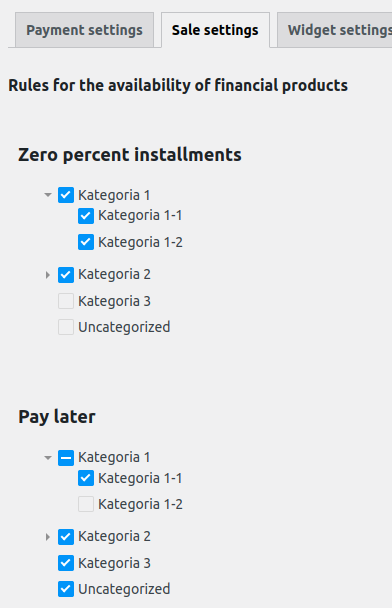 Payment settings
Sale settings
Widget settings
Rules for the availability of financial products
Zero percent installments
Kategoria 1
Kategoria 1-1
Kategoria 1-2
Kategoria 2
Kategoria 3
Uncategorized
Pay later
Kategoria 1
Kategoria 1-1
Kategoria 1-2
Kategoria 2
Kategoria 3
Uncategorized